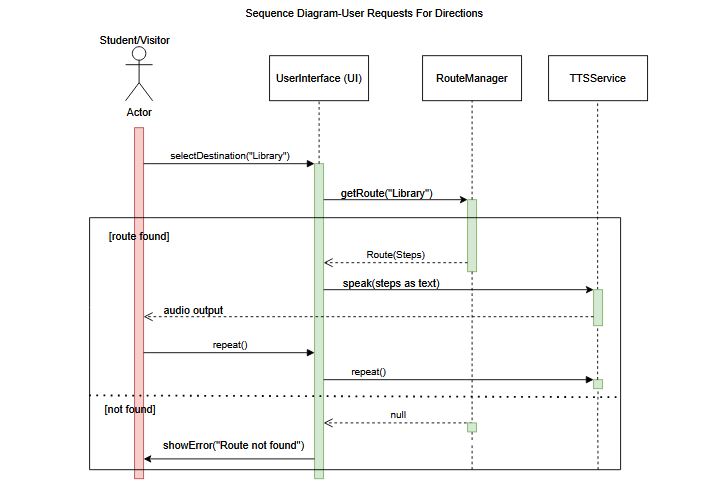 Sequence Diagram-User Requests For Directions
Student/Visitor
Actor
UserInterface (UI)
RouteManager
TTSService
selectDestination("Library")
getRoute("Library")
[route found]
Route(Steps)
speak(steps as text)
audio output
repeat()
repeat()
[not found]
null
showError("Route not found")